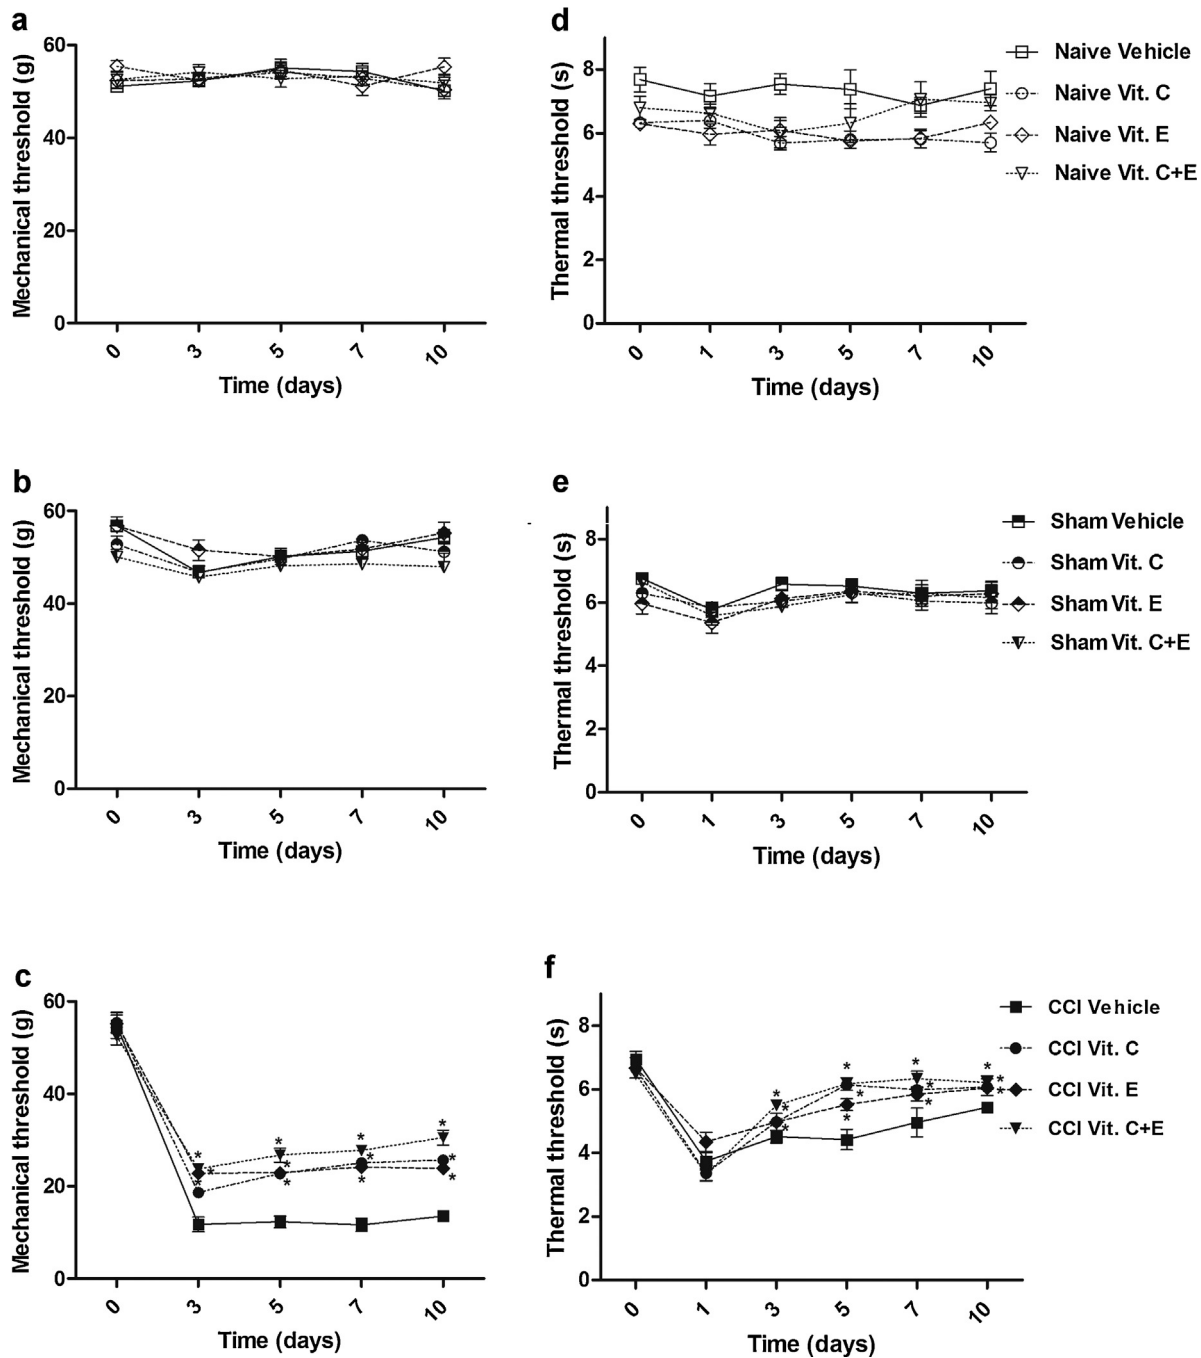 a
Mechanical threshold (g)
60
40
20
0
0 3 5 7 10
Time (days)
d
Thermal threshold (s)
8
6
4
2
0
0 1 3 5 7 10
Time (days)
Naive Vehicle
Naive Vit. C
Naive Vit. E
Naive Vit. C+E
b
Mechanical threshold (g)
60
40
20
0
0 3 5 7 10
Time (days)
e
Thermal threshold (s)
8
6
4
2
0
0 1 3 5 7 10
Time (days)
Sham Vehicle
Sham Vit. C
Sham Vit. E
Sham Vit. C+E
c
Mechanical threshold (g)
60
40
20
0
0 3 5 7 10
Time (days)
f
Thermal threshold (s)
8
6
4
2
0
0 1 3 5 7 10
Time (days)
CCI Vehicle
CCI Vit. C
CCI Vit. E
CCI Vit. C+E